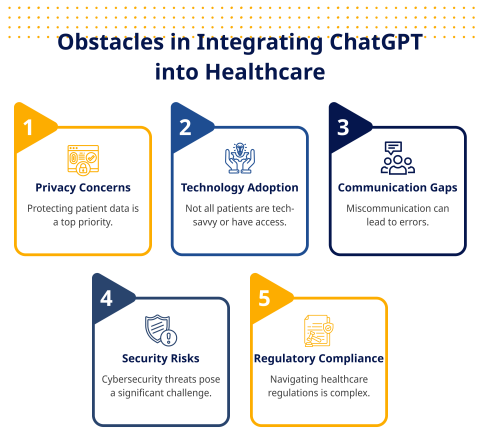 Obstacles in Integrating ChatGPT
into Healthcare
1
Privacy Concerns
Protecting patient data is
a top priority.
2
Technology Adoption
Not all patients are tech-
savvy or have access.
3
Communication Gaps
Miscommunication can
lead to errors.
4
Security Risks
Cybersecurity threats pose
a significant challenge.
5
Regulatory Compliance
Navigating healthcare
regulations is complex.